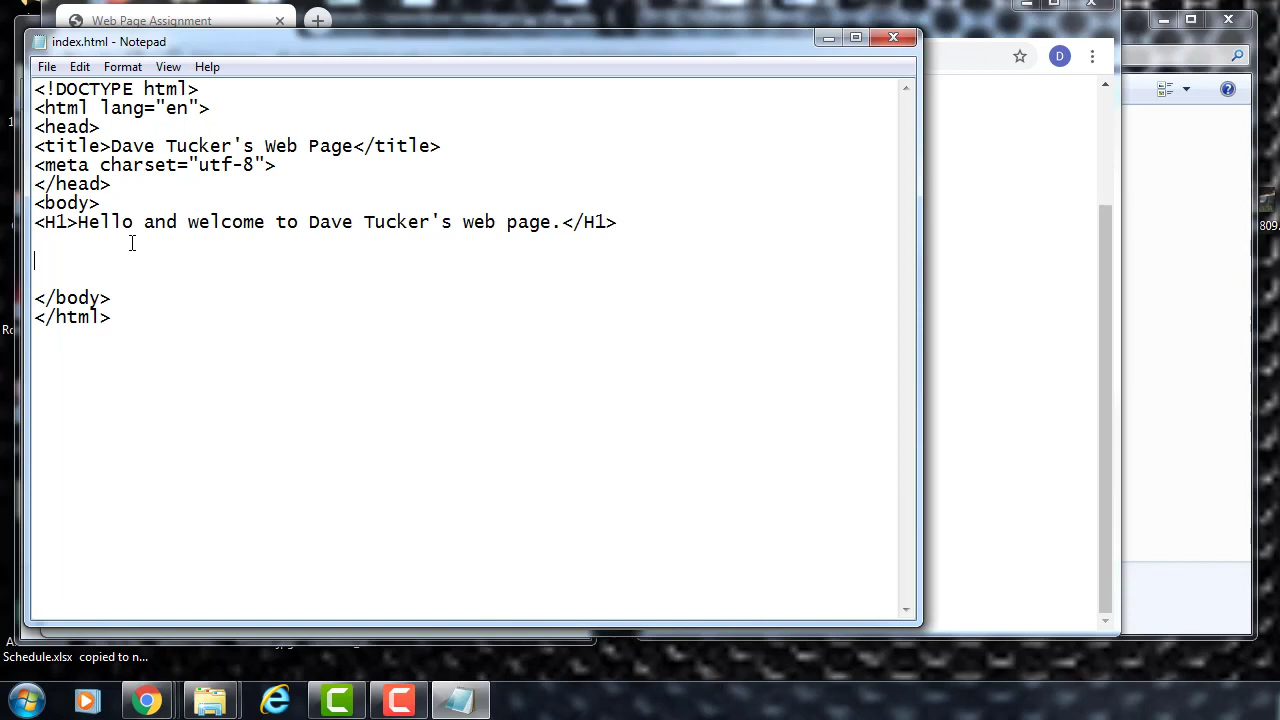 Web Page Assignment
index.html - Notepad
File Edit Format View Help
D
<!DOCTYPE html>
<html lang="en">
<head>
<title>Dave Tucker's Web Page</title>
<meta charset="utf-8">
</head>
<body>
<H1>Hello and welcome to Dave Tucker's web page.</H1>
</body>
</html>
809.
Schedule.xlsx copied to n...